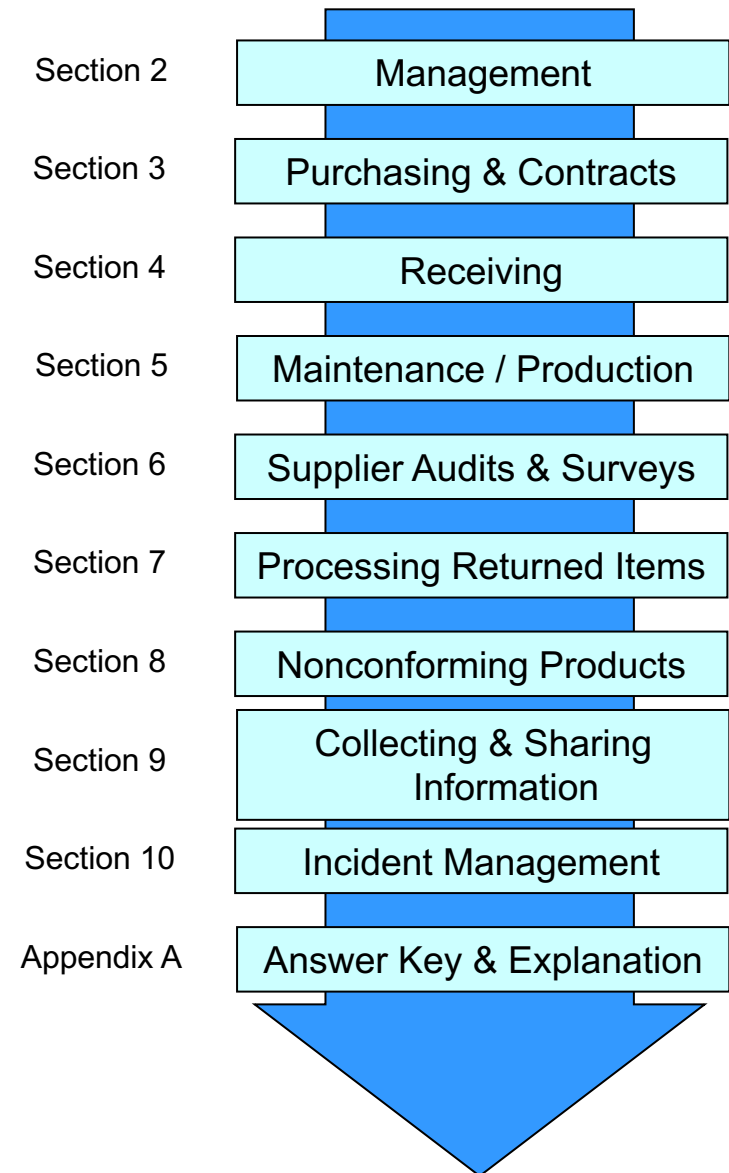 Section 2
Management
Section 3
Purchasing & Contracts
Section 4
Receiving
Section 5
Maintenance / Production
Section 6
Supplier Audits & Surveys
Section 7
Processing Returned Items
Section 8
Nonconforming Products
Section 9
Collecting & Sharing
Information
Section 10
Incident Management
Appendix A
Answer Key & Explanation